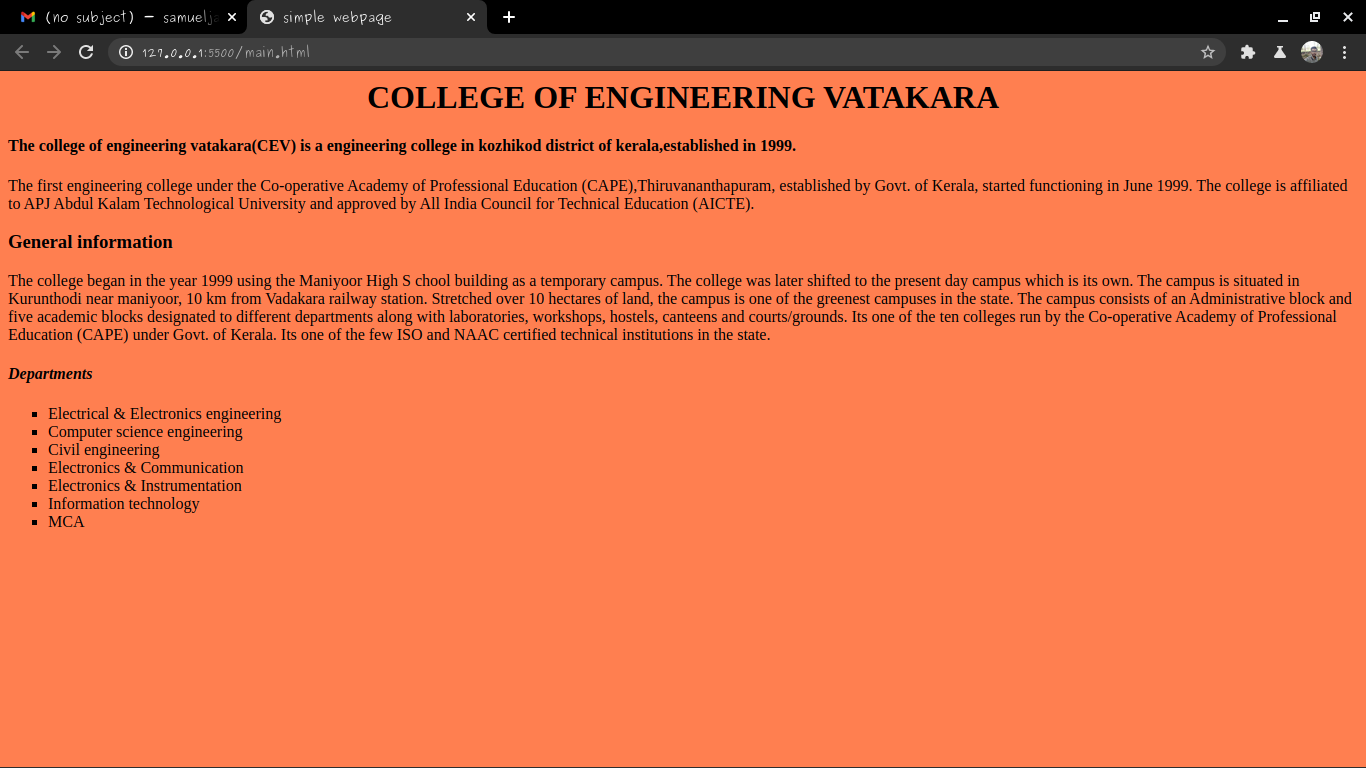 (no subject) – samuelja
simple webpage
127.0.0.1:5500/main.html
COLLEGE OF ENGINEERING VATAKARA
The college of engineering vatakara(CEV) is a engineering college in kozhikod district of kerala,established in 1999.
The first engineering college under the Co-operative Academy of Professional Education (CAPE),Thiruvananthapuram, established by Govt. of Kerala, started functioning in June 1999. The college is affiliated
to APJ Abdul Kalam Technological University and approved by All India Council for Technical Education (AICTE).
General information
The college began in the year 1999 using the Maniyoor High S chool building as a temporary campus. The college was later shifted to the present day campus which is its own. The campus is situated in
Kurunthodi near maniyoor, 10 km from Vadakara railway station. Stretched over 10 hectares of land, the campus is one of the greenest campuses in the state. The campus consists of an Administrative block and
five academic blocks designated to different departments along with laboratories, workshops, hostels, canteens and courts/grounds. Its one of the ten colleges run by the Co-operative Academy of Professional
Education (CAPE) under Govt. of Kerala. Its one of the few ISO and NAAC certified technical institutions in the state.
Departments
Electrical & Electronics engineering
Computer science engineering
Civil engineering
Electronics & Communication
Electronics & Instrumentation
Information technology
MCA